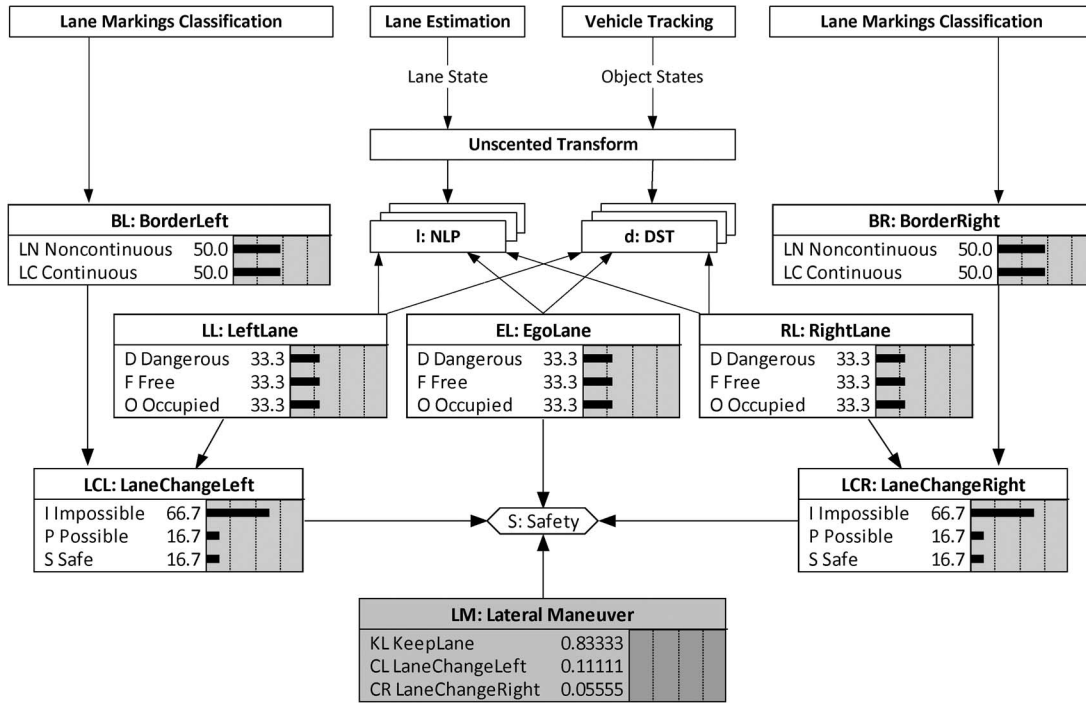 Lane Markings Classification
Lane Estimation
Vehicle Tracking
Lane Markings Classification
Lane State
Object States
Unscented Transform
BL: BorderLeft
LN Noncontinuous 50.0
LC Continuous 50.0
l: NLP
d: DST
BR: BorderRight
LN Noncontinuous 50.0
LC Continuous 50.0
LL: LeftLane
D Dangerous 33.3
F Free 33.3
O Occupied 33.3
EL: EgoLane
D Dangerous 33.3
F Free 33.3
O Occupied 33.3
RL: RightLane
D Dangerous 33.3
F Free 33.3
O Occupied 33.3
LCL: LaneChangeLeft
I Impossible 66.7
P Possible 16.7
S Safe 16.7
S: Safety
LCR: LaneChangeRight
I Impossible 66.7
P Possible 16.7
S Safe 16.7
LM: Lateral Maneuver
KL KeepLane 0.83333
CL LaneChangeLeft 0.11111
CR LaneChangeRight 0.05555